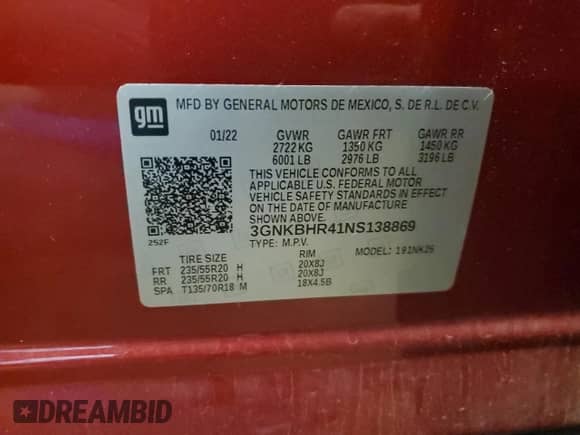 gm MFD BY GENERAL MOTORS DE MEXICO, S. DE R.L. DE C.V.
01/22 GVWR GAWR FRT GAWR RR
2722 KG 1350 KG 1450 KG
6001 LB 2976 LB 3196 LB
THIS VEHICLE CONFORMS TO ALL
APPLICABLE U.S. FEDERAL MOTOR
VEHICLE SAFETY STANDARDS IN EFFECT
ON THE DATE OF MANUFACTURE
SHOWN ABOVE.
3GNKBHR41NS138869
252F TYPE: M.P.V. MODEL: 191NK26
TIRE SIZE RIM
FRT 235/55R20 H 20X8J
RR 235/55R20 H 20X8J
SPA T135/70R18 M 18X4.5B
DREAMBID